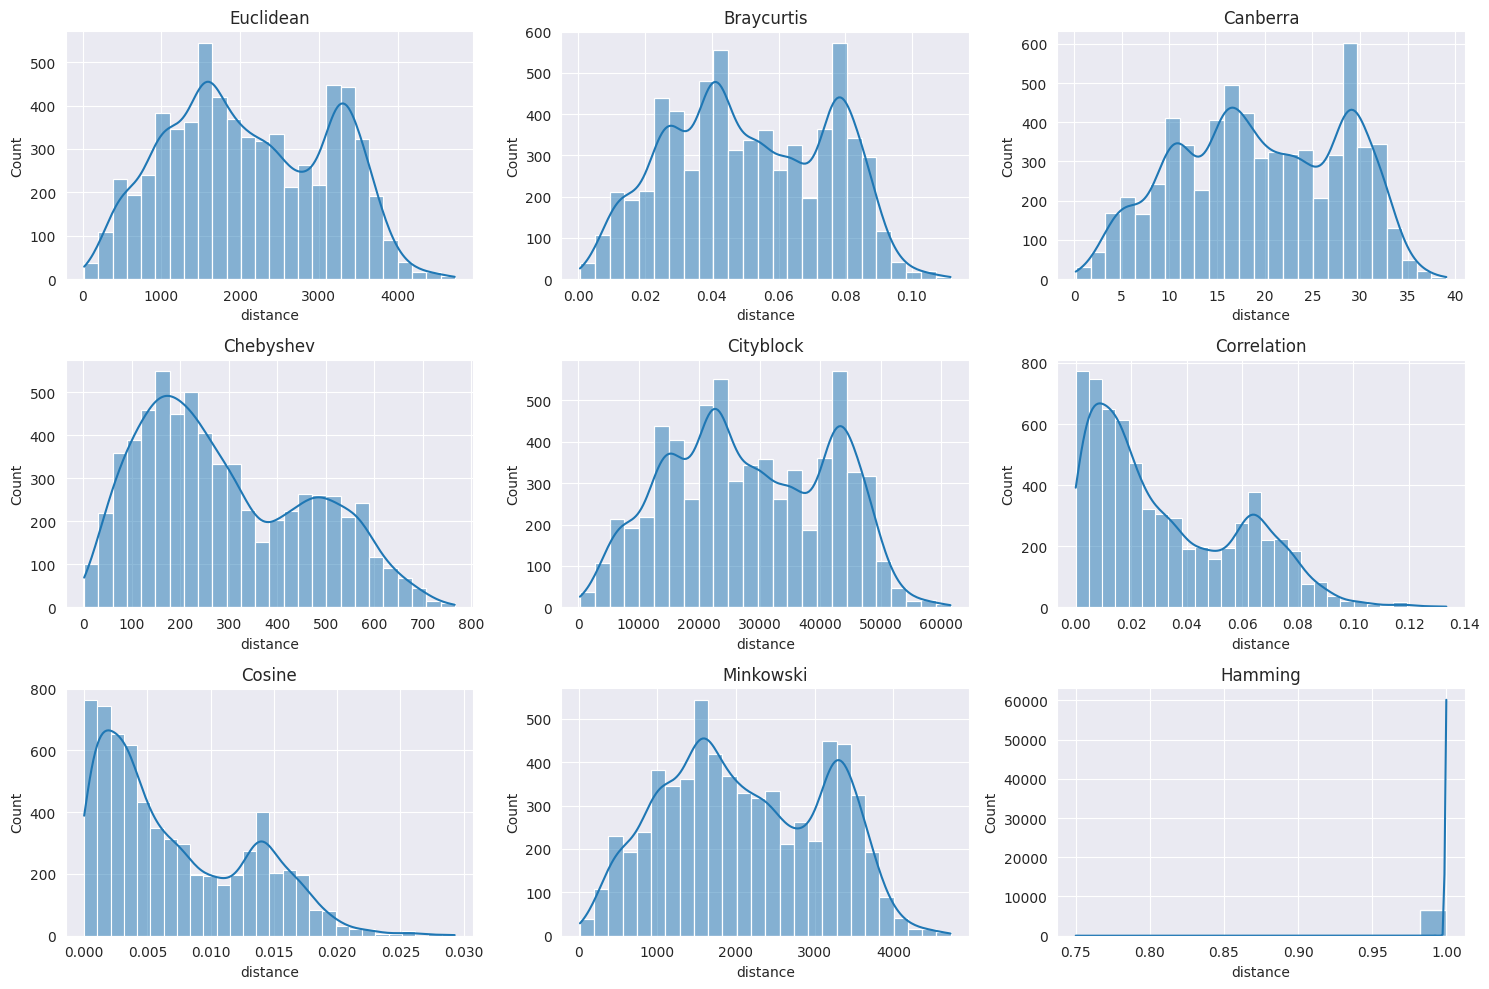 Euclidean Braycurtis Canberra
500 600 600
400 500 500
300 400 400
200 300 300
100 200 200
0 100 100
0 0
Count Count Count
0 1000 2000 3000 4000 0.00 0.02 0.04 0.06 0.08 0.10 0 5 10 15 20 25 30 35 40
distance distance distance
Chebyshev Cityblock Correlation
500 500 800
400 400 600
300 300 400
200 200 200
100 100 0
0 0
Count Count Count
0 100 200 300 400 500 600 700 800 0 10000 20000 30000 40000 50000 60000 0.00 0.02 0.04 0.06 0.08 0.10 0.12 0.14
distance distance distance
Cosine Minkowski Hamming
800 500 60000
600 400 50000
400 300 40000
200 200 30000
0 100 20000
0 10000
0
Count Count Count
0.000 0.005 0.010 0.015 0.020 0.025 0.030 0 1000 2000 3000 4000 0.75 0.80 0.85 0.90 0.95 1.00
distance distance distance